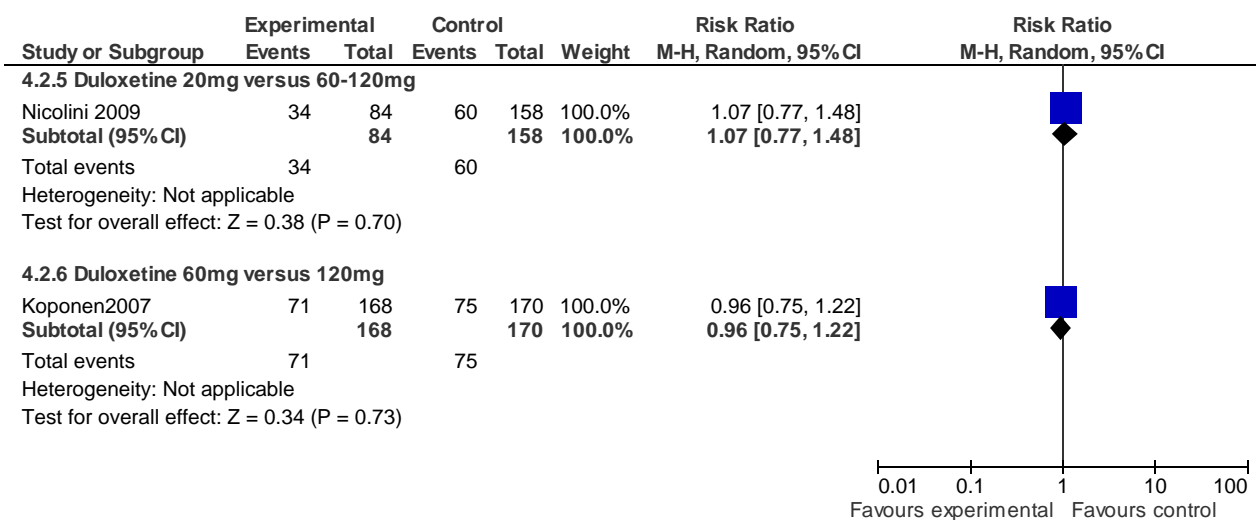 Experimental Control Risk Ratio Risk Ratio
Study or Subgroup Events Total Events Total Weight M-H, Random, 95% CI M-H, Random, 95% CI
4.2.5 Duloxetine 20mg versus 60-120mg
Nicolini 2009 34 84 60 158 100.0% 1.07 [0.77, 1.48]
Subtotal (95% CI) 84 158 100.0% 1.07 [0.77, 1.48]
Total events 34 60
Heterogeneity: Not applicable
Test for overall effect: Z = 0.38 (P = 0.70)
4.2.6 Duloxetine 60mg versus 120mg
Koponen2007 71 168 75 170 100.0% 0.96 [0.75, 1.22]
Subtotal (95% CI) 168 170 100.0% 0.96 [0.75, 1.22]
Total events 71 75
Heterogeneity: Not applicable
Test for overall effect: Z = 0.34 (P = 0.73)
0.01 0.1 1 10 100
Favours experimental Favours control